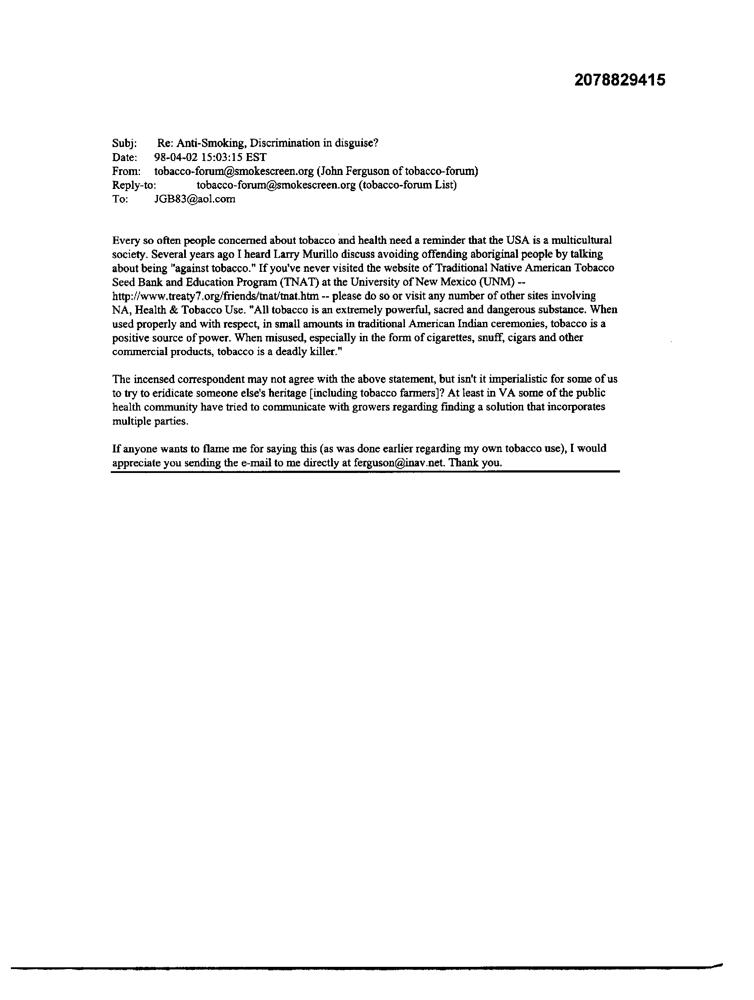 2078829415
Subj: Re: Anti-Smoking, Discrimination in disguise?
Date: 98-04-02 15:03:15 EST
From: tobacco-forum@smokescreen.org (John Ferguson of tobacco-forum)
Reply-to: tobacco-forum@smokescreen.org (tobacco-forum List)
To: JGB83@aol.com
Every so often people concerned about tobacco and health need a reminder that the USA is a multicultural
society. Several years ago I heard Larry Murillo discuss avoiding offending aboriginal people by talking
about being "against tobacco." If you've never visited the website of Traditional Native American Tobacco
Seed Bank and Education Program (TNAT) at the University of New Mexico (UNM) --
http://www.treaty7.org/friends/tnat/tnat.htm -- please do so or visit any number of other sites involving
NA, Health & Tobacco Use. "All tobacco is an extremely powerful, sacred and dangerous substance. When
used properly and with respect, in small amounts in traditional American Indian ceremonies, tobacco is a
positive source of power. When misused, especially in the form of cigarettes, snuff, cigars and other
commercial products, tobacco is a deadly killer."
The incensed correspondent may not agree with the above statement, but isn't it imperialistic for some of us
to try to eridicate someone else's heritage [including tobacco farmers]? At least in VA some of the public
health community have tried to communicate with growers regarding finding a solution that incorporates
multiple parties.
If anyone wants to flame me for saying this (as was done earlier regarding my own tobacco use), I would
appreciate you sending the e-mail to me directly at ferguson@inav.net. Thank you.